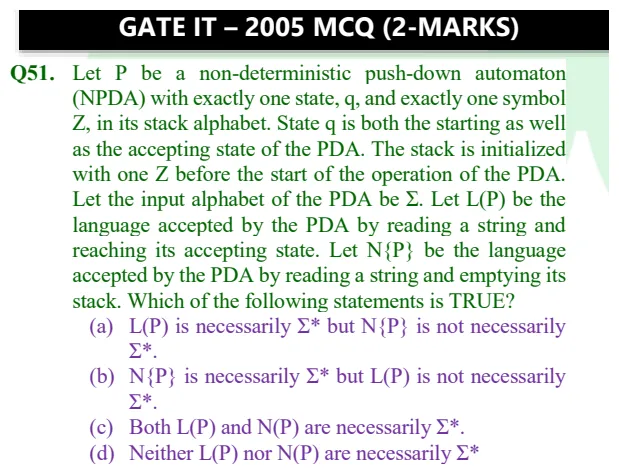 GATE IT – 2005 MCQ (2-MARKS)
Q51. Let P be a non-deterministic push-down automaton
(NPDA) with exactly one state, q, and exactly one symbol
Z, in its stack alphabet. State q is both the starting as well
as the accepting state of the PDA. The stack is initialized
with one Z before the start of the operation of the PDA.
Let the input alphabet of the PDA be Σ. Let L(P) be the
language accepted by the PDA by reading a string and
reaching its accepting state. Let N{P} be the language
accepted by the PDA by reading a string and emptying its
stack. Which of the following statements is TRUE?
(a) L(P) is necessarily Σ* but N{P} is not necessarily
Σ*.
(b) N{P} is necessarily Σ* but L(P) is not necessarily
Σ*.
(c) Both L(P) and N(P) are necessarily Σ*.
(d) Neither L(P) nor N(P) are necessarily Σ*